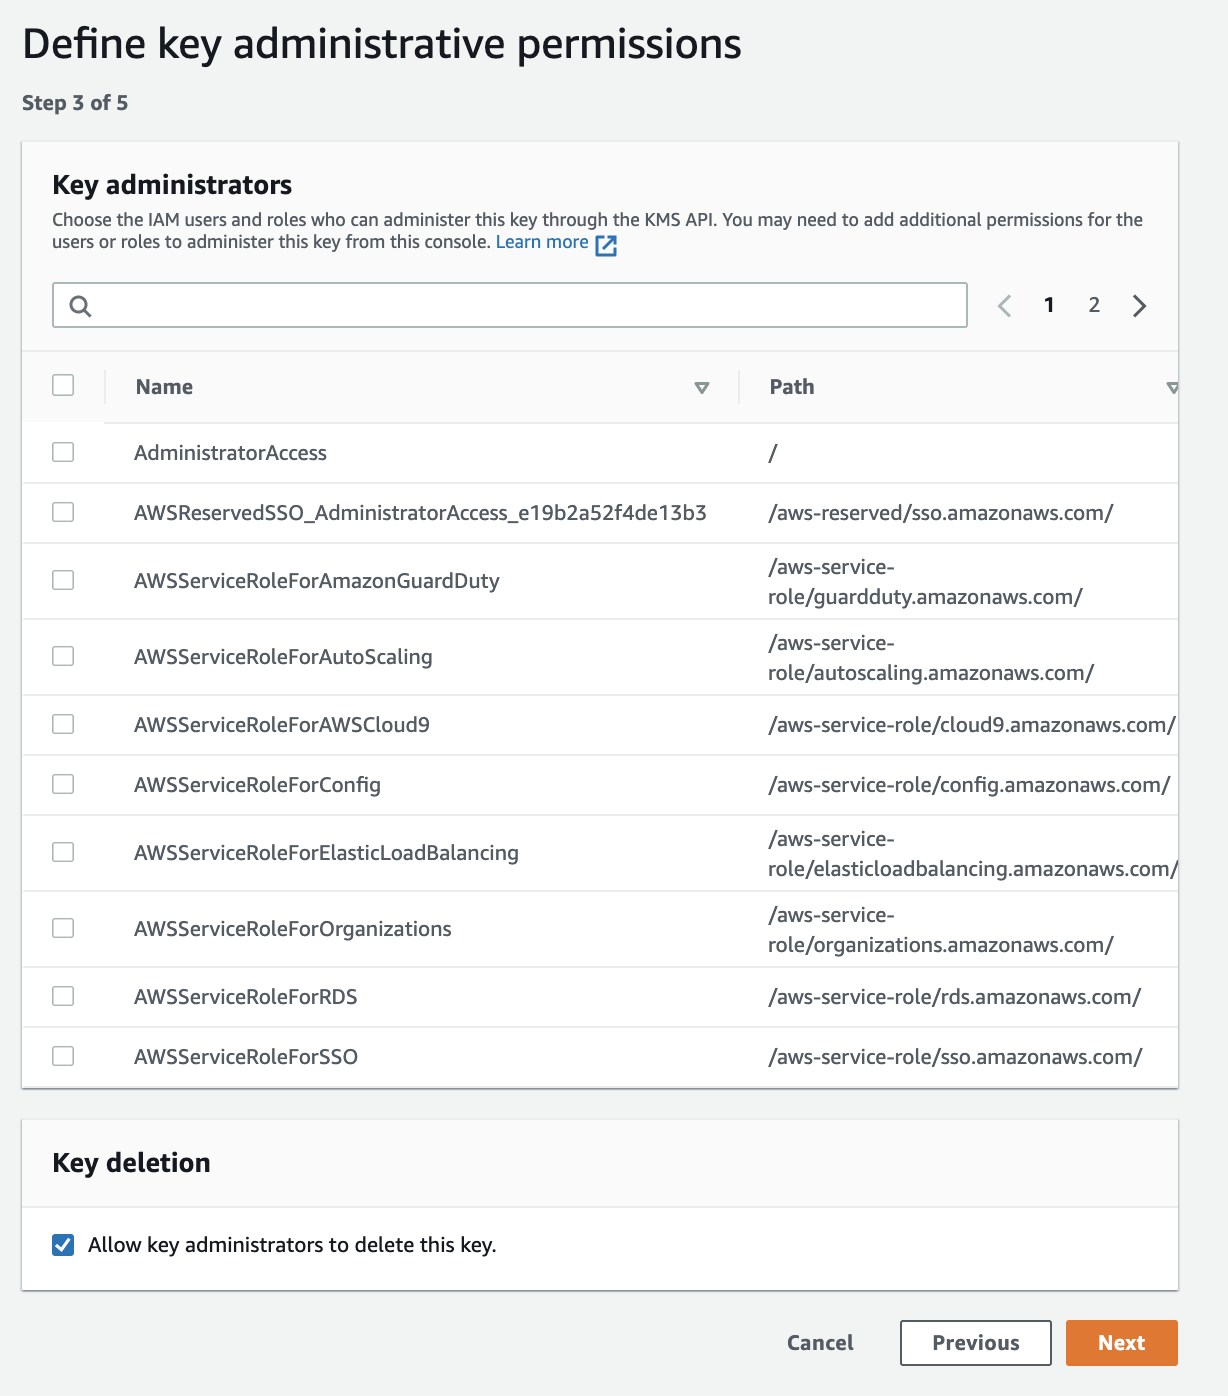 Define key administrative permissions
Step 3 of 5
Key administrators
Choose the IAM users and roles who can administer this key through the KMS API. You may need to add additional permissions for the
users or roles to administer this key from this console. Learn more
1 2
Name Path
AdministratorAccess /
AWSReservedSSO_AdministratorAccess_e19b2a52f4de13b3 /aws-reserved/sso.amazonaws.com/
AWSServiceRoleForAmazonGuardDuty /aws-service-
role/guardduty.amazonaws.com/
AWSServiceRoleForAutoScaling /aws-service-
role/autoscaling.amazonaws.com/
AWSServiceRoleForAWSCloud9 /aws-service-role/cloud9.amazonaws.com/
AWSServiceRoleForConfig /aws-service-role/config.amazonaws.com/
AWSServiceRoleForElasticLoadBalancing /aws-service-
role/elasticloadbalancing.amazonaws.com/
AWSServiceRoleForOrganizations /aws-service-
role/organizations.amazonaws.com/
AWSServiceRoleForRDS /aws-service-role/rds.amazonaws.com/
AWSServiceRoleForSSO /aws-service-role/sso.amazonaws.com/
Key deletion
Allow key administrators to delete this key.
Cancel Previous Next